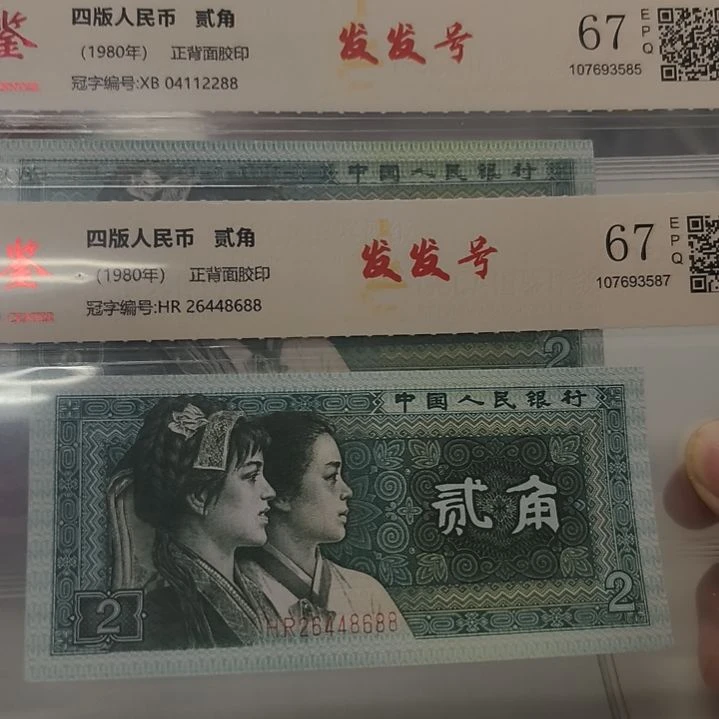 鉴
四版人民币 贰角
(1980年) 正背面胶印
冠字编号:XB 04112288
发发号
67
EPQ
107693585
中国人民银行
鉴
四版人民币 贰角
(1980年) 正背面胶印
冠字编号:HR 26448688
发发号
67
EPQ
107693587
2
中国人民银行
贰角
2
2
HR26448688